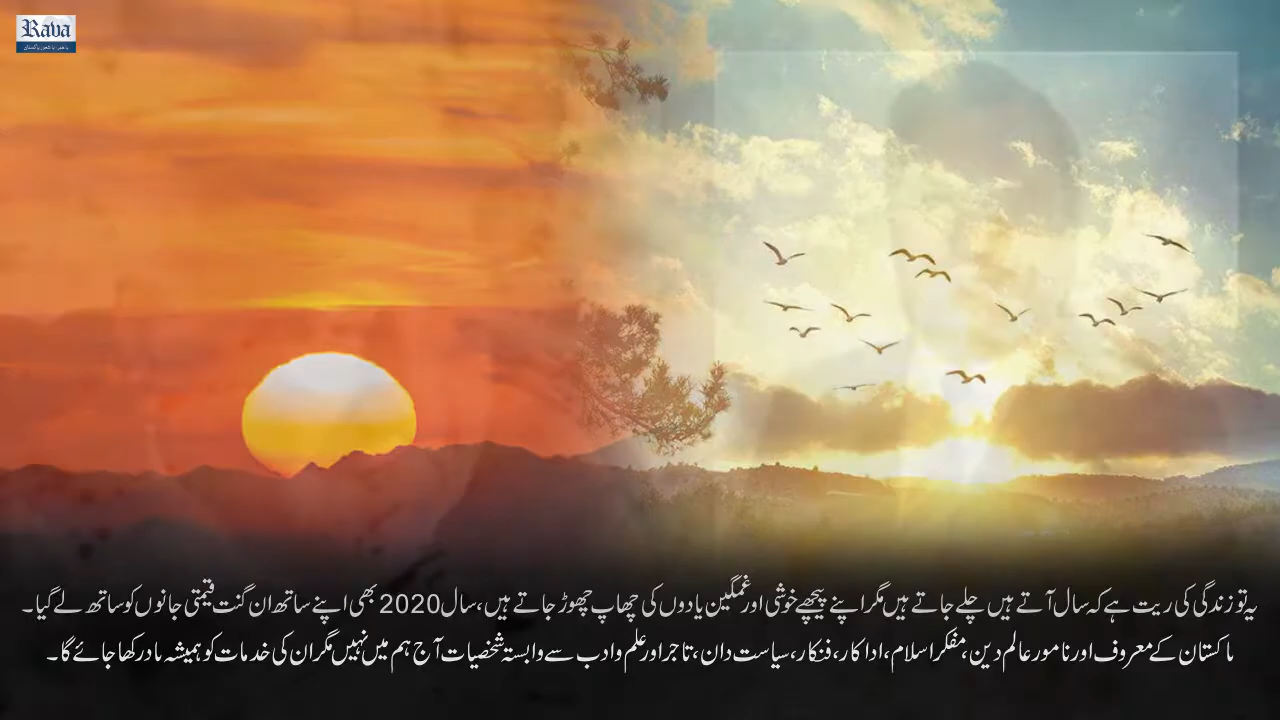 Rava
باخبر، باشعور پاکستان
یہ تو زندگی کی ریت ہے کہ سال آتے ہیں چلے جاتے ہیں مگر اپنے پیچھے خوشی اور غمگین یادوں کی چھاپ چھوڑ جاتے ہیں، سال 2020 بھی اپنے ساتھ ان گنت قیمتی جانوں کو ساتھ لے گیا۔
پاکستان کے معروف اور نامور عالم دین، مفکر اسلام، اداکار، فنکار، سیاست دان، تاجر اور علم و ادب سے وابستہ شخصیات آج ہم میں نہیں مگر ان کی خدمات کو ہمیشہ یاد رکھا جائے گا۔